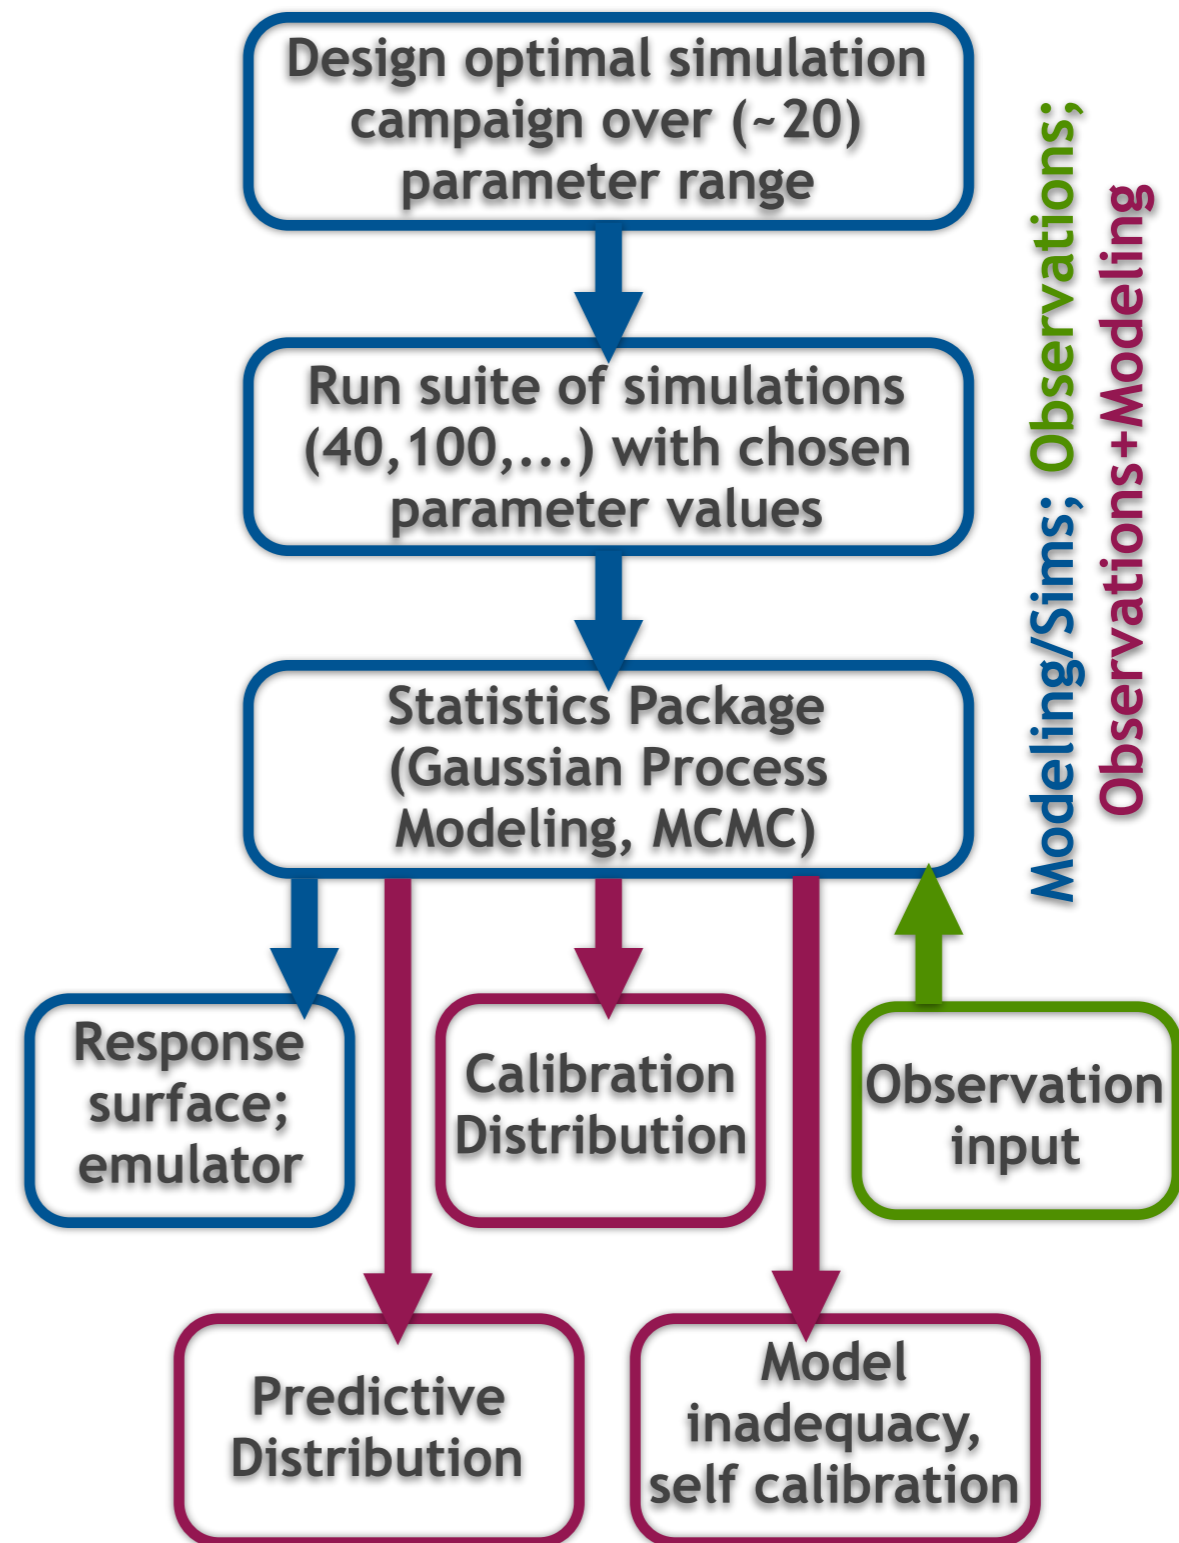 Design optimal simulation
campaign over (~20)
parameter range
Run suite of simulations
(40,100,...) with chosen
parameter values
Statistics Package
(Gaussian Process
Modeling, MCMC)
Modeling/Sims; Observations;
Observations+Modeling
Response
surface;
emulator
Calibration
Distribution
Observation
input
Predictive
Distribution
Model
inadequacy,
self calibration